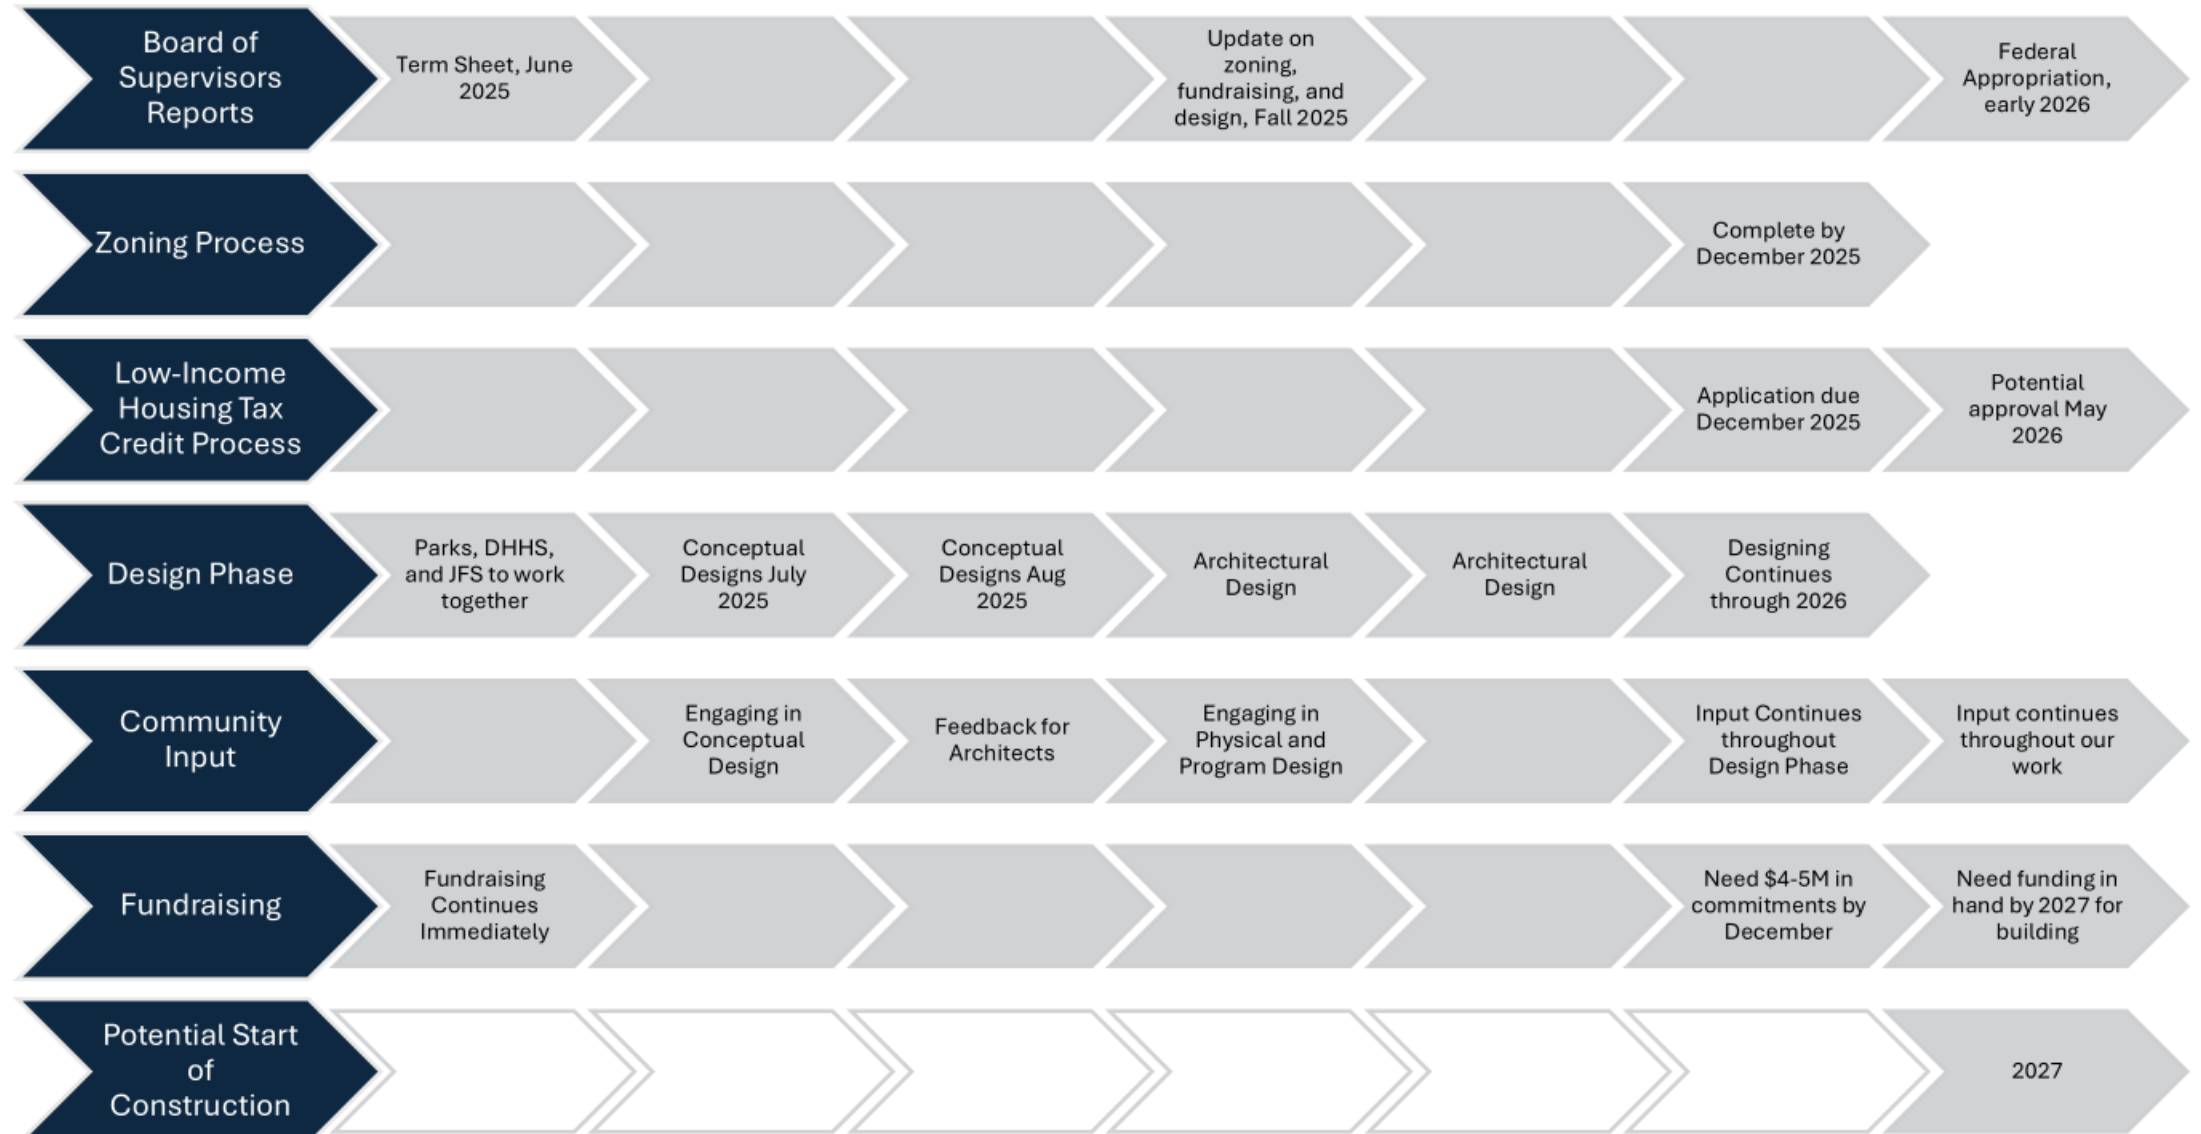 Board of
Supervisors
Reports
Term Sheet, June
2025
Update on
zoning,
fundraising, and
design, Fall 2025
Federal
Appropriation,
early 2026
Zoning Process
Complete by
December 2025
Low-Income
Housing Tax
Credit Process
Application due
December 2025
Potential
approval May
2026
Design Phase
Parks, DHHS,
and JFS to work
together
Conceptual
Designs July
2025
Conceptual
Designs Aug
2025
Architectural
Design
Architectural
Design
Designing
Continues
through 2026
Community
Input
Engaging in
Conceptual
Design
Feedback for
Architects
Engaging in
Physical and
Program Design
Input Continues
throughout
Design Phase
Input continues
throughout our
work
Fundraising
Fundraising
Continues
Immediately
Need $4-5M in
commitments by
December
Need funding in
hand by 2027 for
building
Potential Start
of
Construction
2027